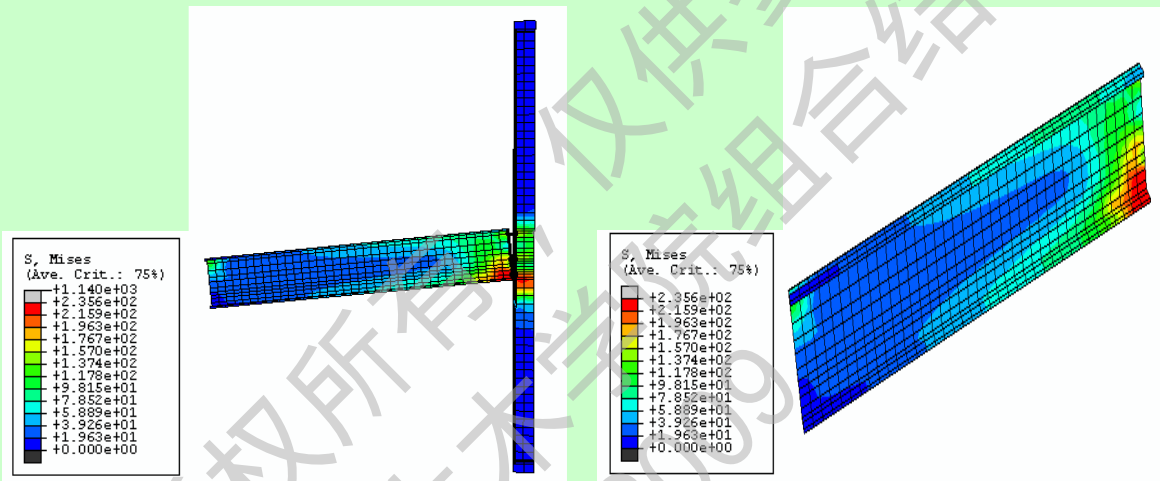 S, Mises
(Ave. Crit.: 75%)
+1.140e+03
+2.356e+02
+2.159e+02
+1.963e+02
+1.767e+02
+1.570e+02
+1.374e+02
+1.178e+02
+9.815e+01
+7.852e+01
+5.889e+01
+3.926e+01
+1.963e+01
+0.000e+00
S, Mises
(Ave. Crit.: 75%)
+2.356e+02
+2.159e+02
+1.963e+02
+1.767e+02
+1.570e+02
+1.374e+02
+1.178e+02
+9.815e+01
+7.852e+01
+5.889e+01
+3.926e+01
+1.963e+01
+0.000e+00
权所有，仅供
木学院组合结
2009